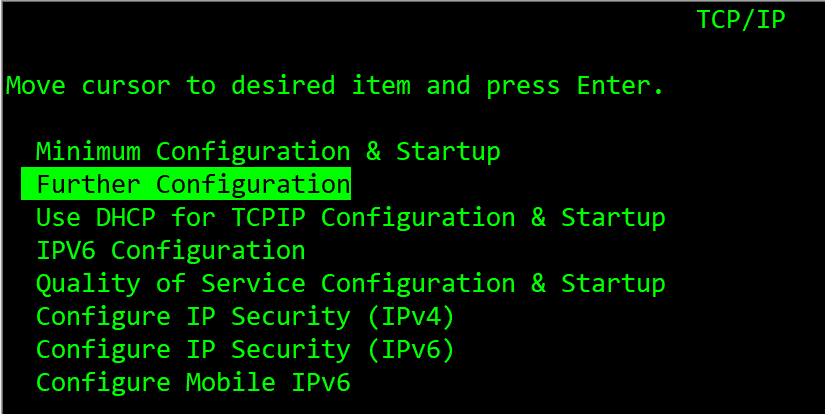 TCP/IP
Move cursor to desired item and press Enter.
Minimum Configuration & Startup
Further Configuration
Use DHCP for TCPIP Configuration & Startup
IPV6 Configuration
Quality of Service Configuration & Startup
Configure IP Security (IPv4)
Configure IP Security (IPv6)
Configure Mobile IPv6